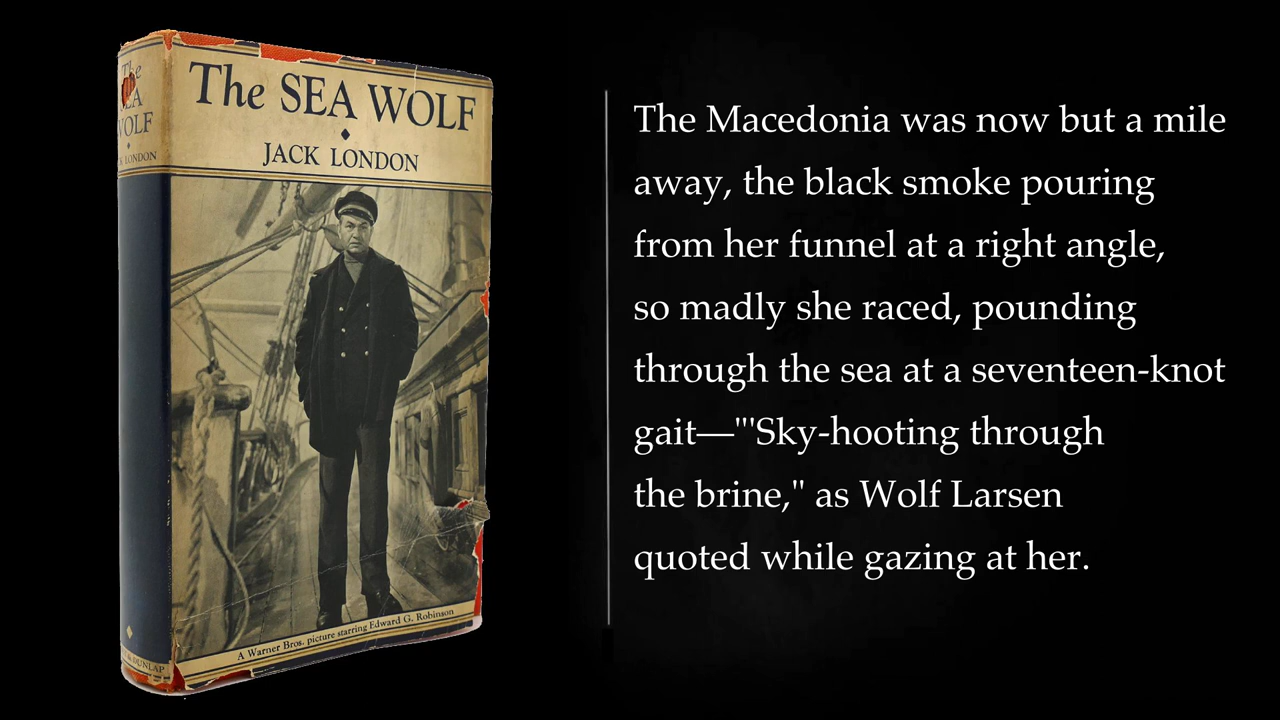 The
SEA
WOLF
K LONDON
DUNLAP
The SEA WOLF
JACK LONDON
A Warner Bros. picture starring Edward G. Robinson
The Macedonia was now but a mile
away, the black smoke pouring
from her funnel at a right angle,
so madly she raced, pounding
through the sea at a seventeen-knot
gait—"'Sky-hooting through
the brine," as Wolf Larsen
quoted while gazing at her.